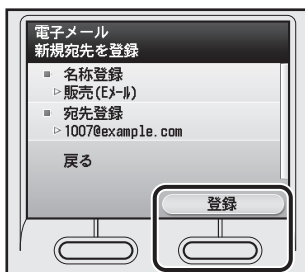 電子メール
新規宛先を登録
名称登録
販売(Eﾒｰﾙ)
宛先登録
1007@example.com
戻る
登録